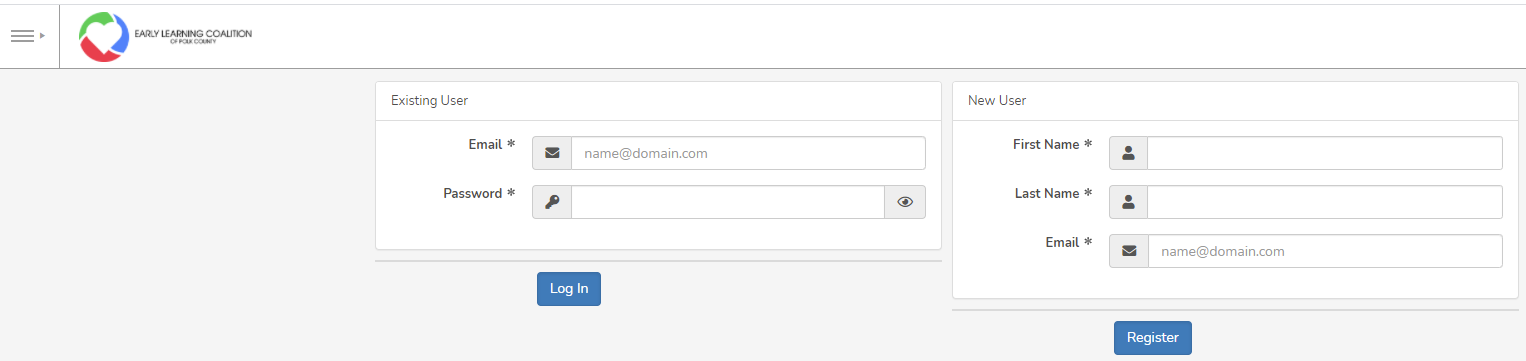 EARLY LEARNING COALITION
OF POLK COUNTY
Existing User
Email *
name@domain.com
Password *
Log In
New User
First Name *
Last Name *
Email *
name@domain.com
Register